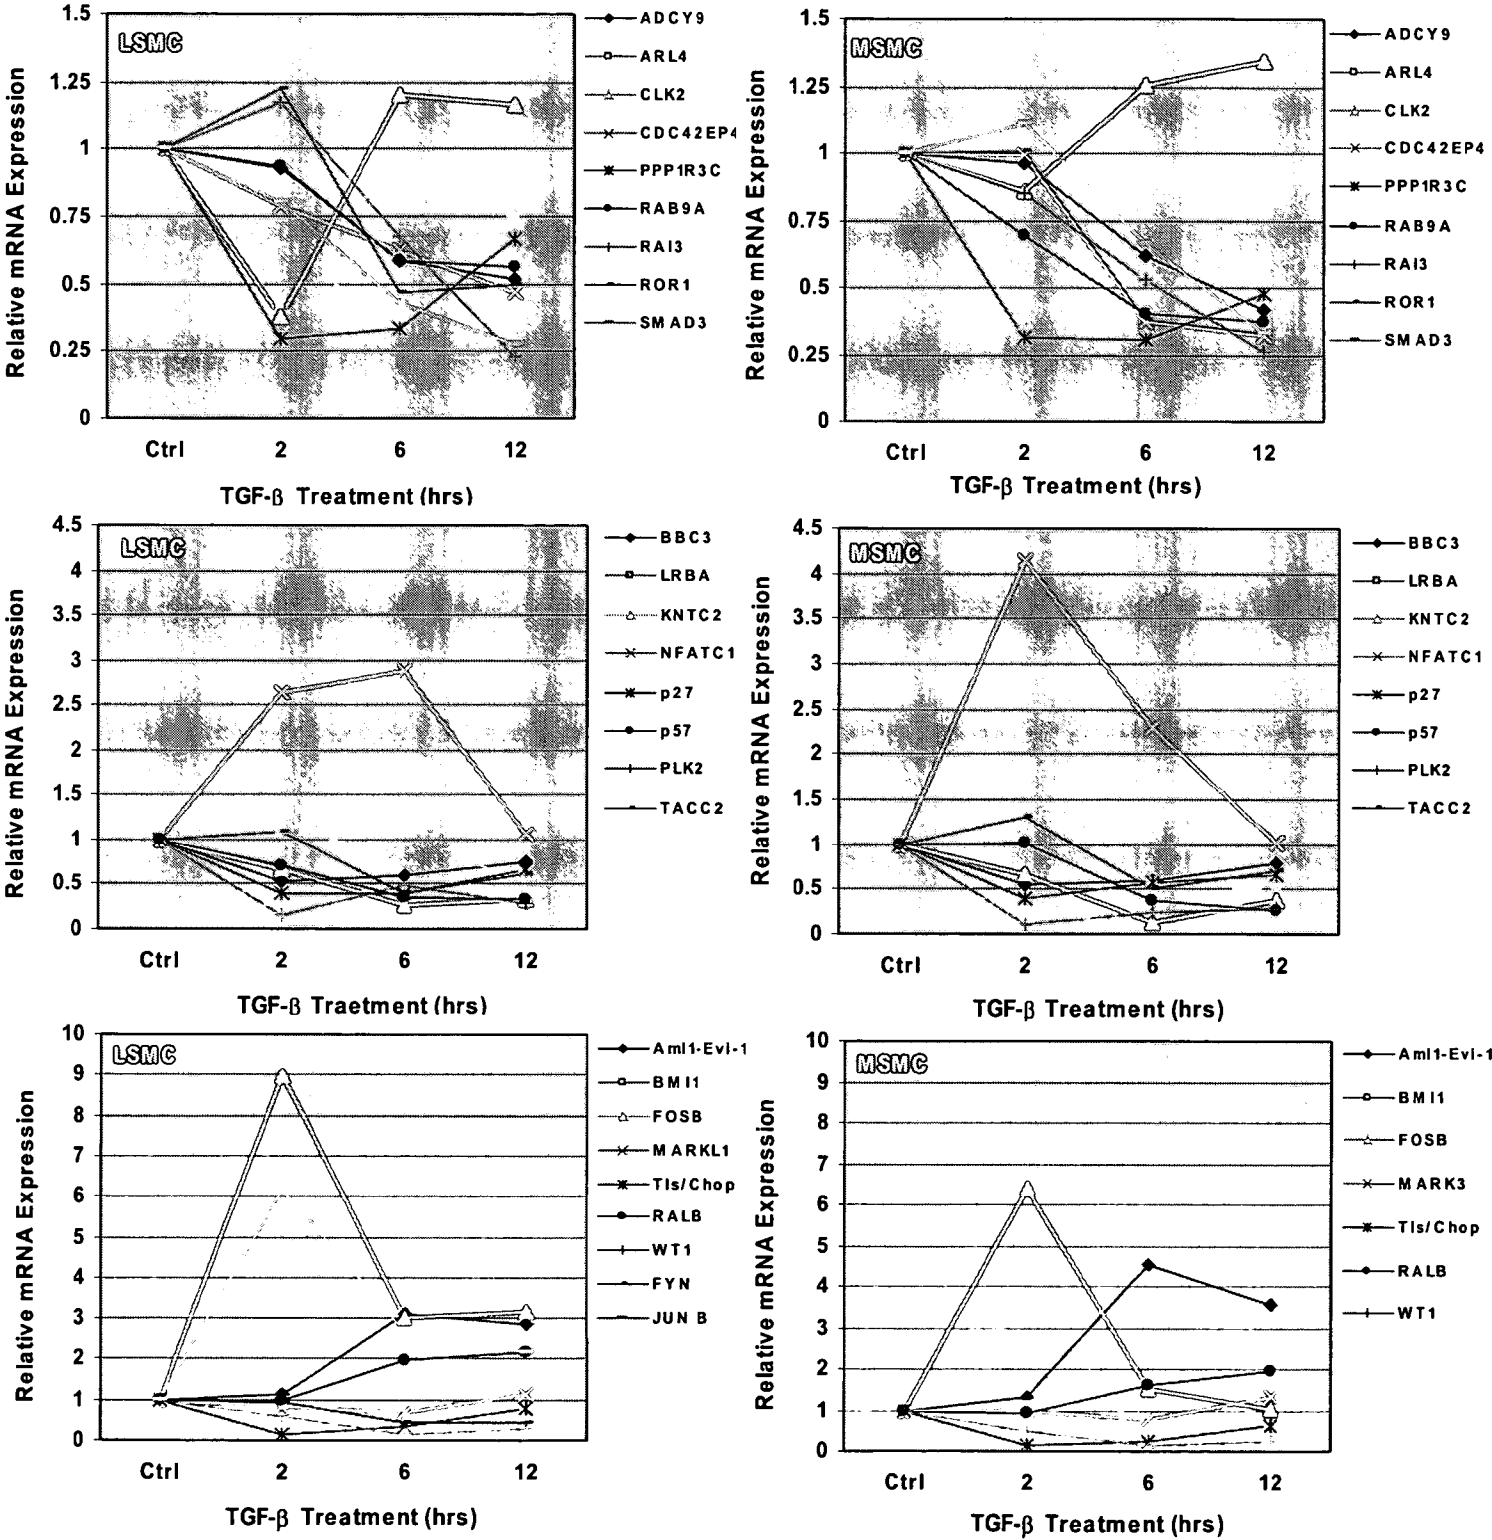 LSMC
Relative mRNA Expression
1.5
1.25
1
0.75
0.5
0.25
0
Ctrl 2 6 12
TGF-β Treatment (hrs)
ADCY9
ARL4
CLK2
CDC42EP4
PPP1R3C
RAB9A
RAI3
ROR1
SMAD3
MSMC
Relative mRNA Expression
1.5
1.25
1
0.75
0.5
0.25
0
Ctrl 2 6 12
TGF-β Treatment (hrs)
ADCY9
ARL4
CLK2
CDC42EP4
PPP1R3C
RAB9A
RAI3
ROR1
SMAD3
LSMC
Relative mRNA Expression
4.5
4
3.5
3
2.5
2
1.5
1
0.5
0
Ctrl 2 6 12
TGF-β Traetment (hrs)
BBC3
LRBA
KNTC2
NFATC1
p27
p57
PLK2
TACC2
MSMC
Relative mRNA Expression
4.5
4
3.5
3
2.5
2
1.5
1
0.5
0
Ctrl 2 6 12
TGF-β Treatment (hrs)
BBC3
LRBA
KNTC2
NFATC1
p27
p57
PLK2
TACC2
LSMC
Relative mRNA Expression
10
9
8
7
6
5
4
3
2
1
0
Ctrl 2 6 12
TGF-β Treatment (hrs)
Aml1-Evi-1
BMI1
FOSB
MARKL1
Tls/Chop
RALB
WT1
FYN
JUN B
MSMC
Relative mRNA Expression
10
9
8
7
6
5
4
3
2
1
0
Ctrl 2 6 12
TGF-β Treatment (hrs)
Aml1-Evi-1
BMI1
FOSB
MARK3
Tls/Chop
RALB
WT1